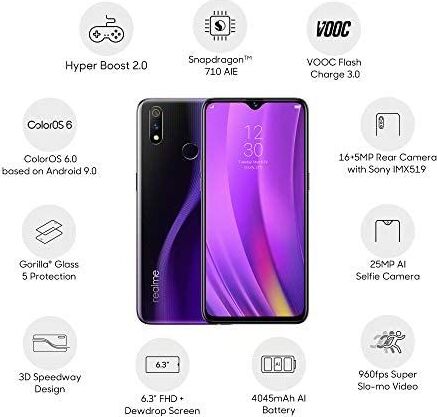 VOOC
Hyper Boost 2.0
Snapdragon™
710 AIE
VOOC Flash
Charge 3.0
ColorOS 6
ColorOS 6.0
based on Android 9.0
12
30
realme
16+5MP Rear Camera
with Sony IMX519
Gorilla® Glass
5 Protection
25MP AI
Selfie Camera
3D Speedway
Design
6.3"
6.3" FHD +
Dewdrop Screen
AI
4045mAh AI
Battery
960fps Super
Slo-mo Video